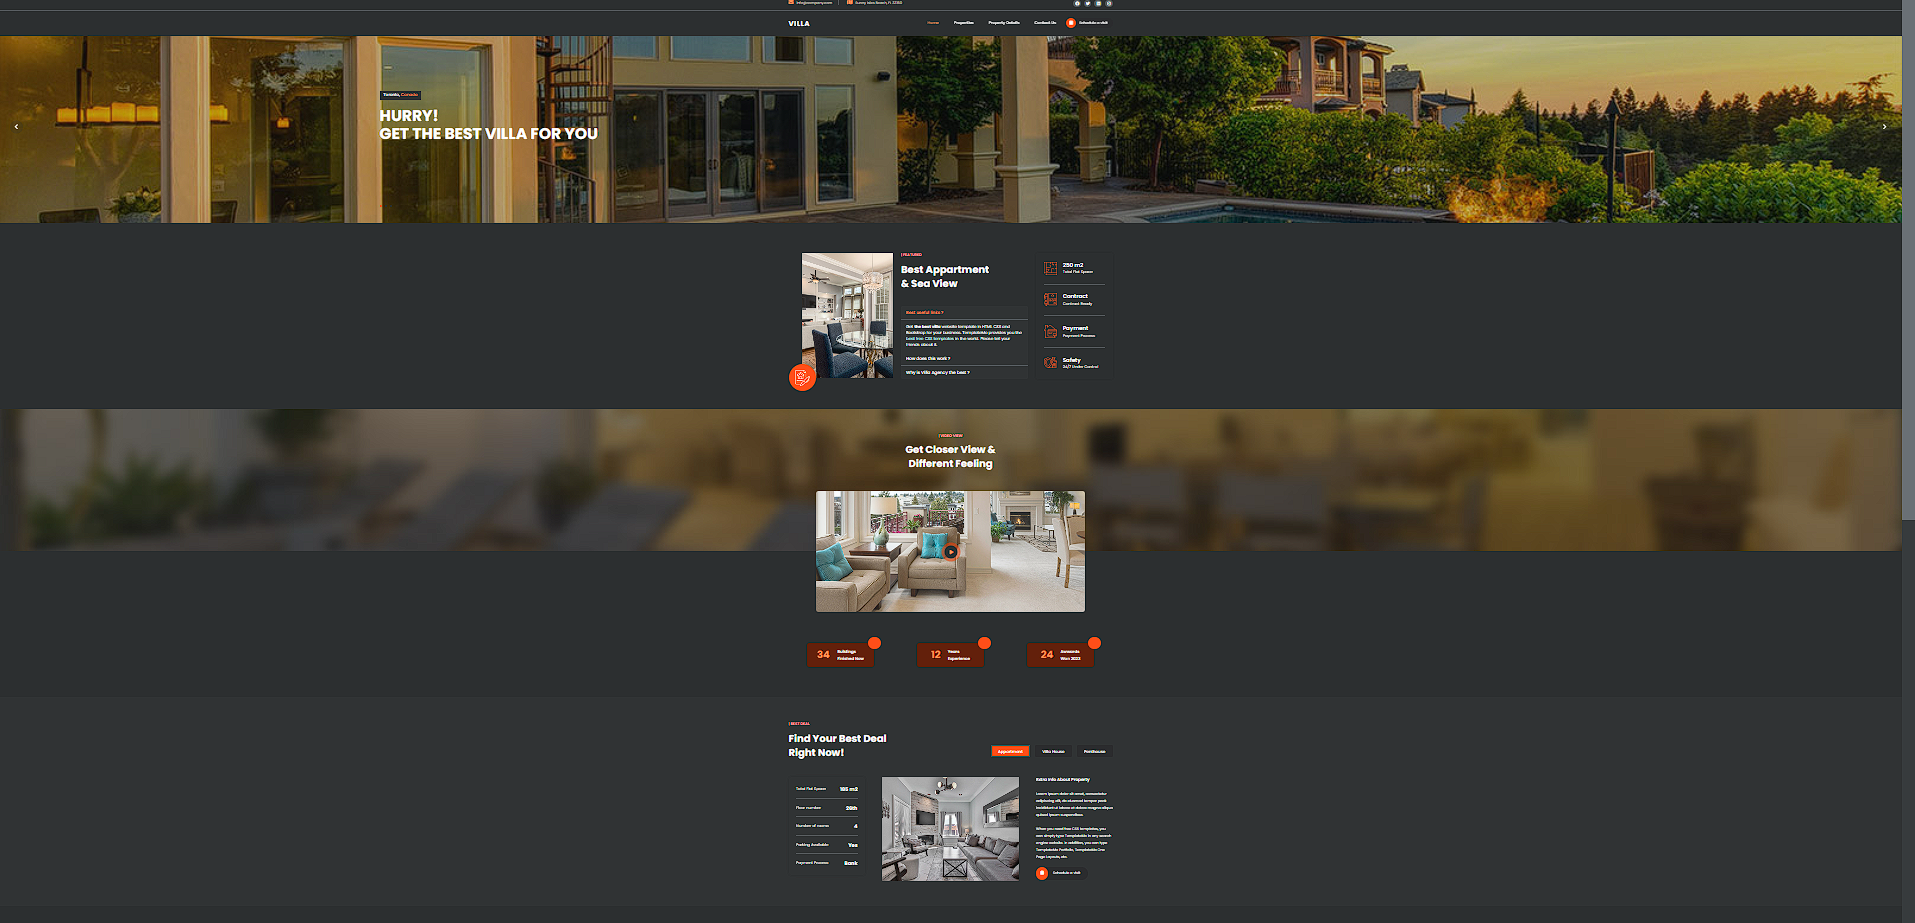 info@company.com
Sunny Isles Beach, FL 33160
VILLA
Home
Properties
Property Details
Contact Us
Schedule a visit
Toronto, Canada
HURRY!
GET THE BEST VILLA FOR YOU
| FEATURED
Best Appartment
& Sea View
Best useful links ?
Get the best villa website template in HTML CSS and
Bootstrap for your business. TemplateMo provides you the
best free CSS templates in the world. Please tell your
friends about it.
How does this work ?
Why is Villa Agency the best ?
250 m2
Total Flat Space
Contract
Contract Ready
Payment
Payment Process
Safety
24/7 Under Control
| VIDEO VIEW
Get Closer View &
Different Feeling
34
Buildings
Finished Now
12
Years
Experience
24
Awwards
Won 2023
| BEST DEAL
Find Your Best Deal
Right Now!
Appartment
Villa House
Penthouse
Total Flat Space
185 m2
Floor number
26th
Number of rooms
4
Parking Available
Yes
Payment Process
Bank
Extra Info About Property
Lorem ipsum dolor sit amet, consectetur
adipiscing elit, do eiusmod tempor pack
incididunt ut labore et dolore magna aliqua
quised ipsum suspendisse.
When you need free CSS templates, you
can simply type TemplateMo in any search
engine website. In addition, you can type
TemplateMo Portfolio, TemplateMo One
Page Layouts, etc.
Schedule a visit